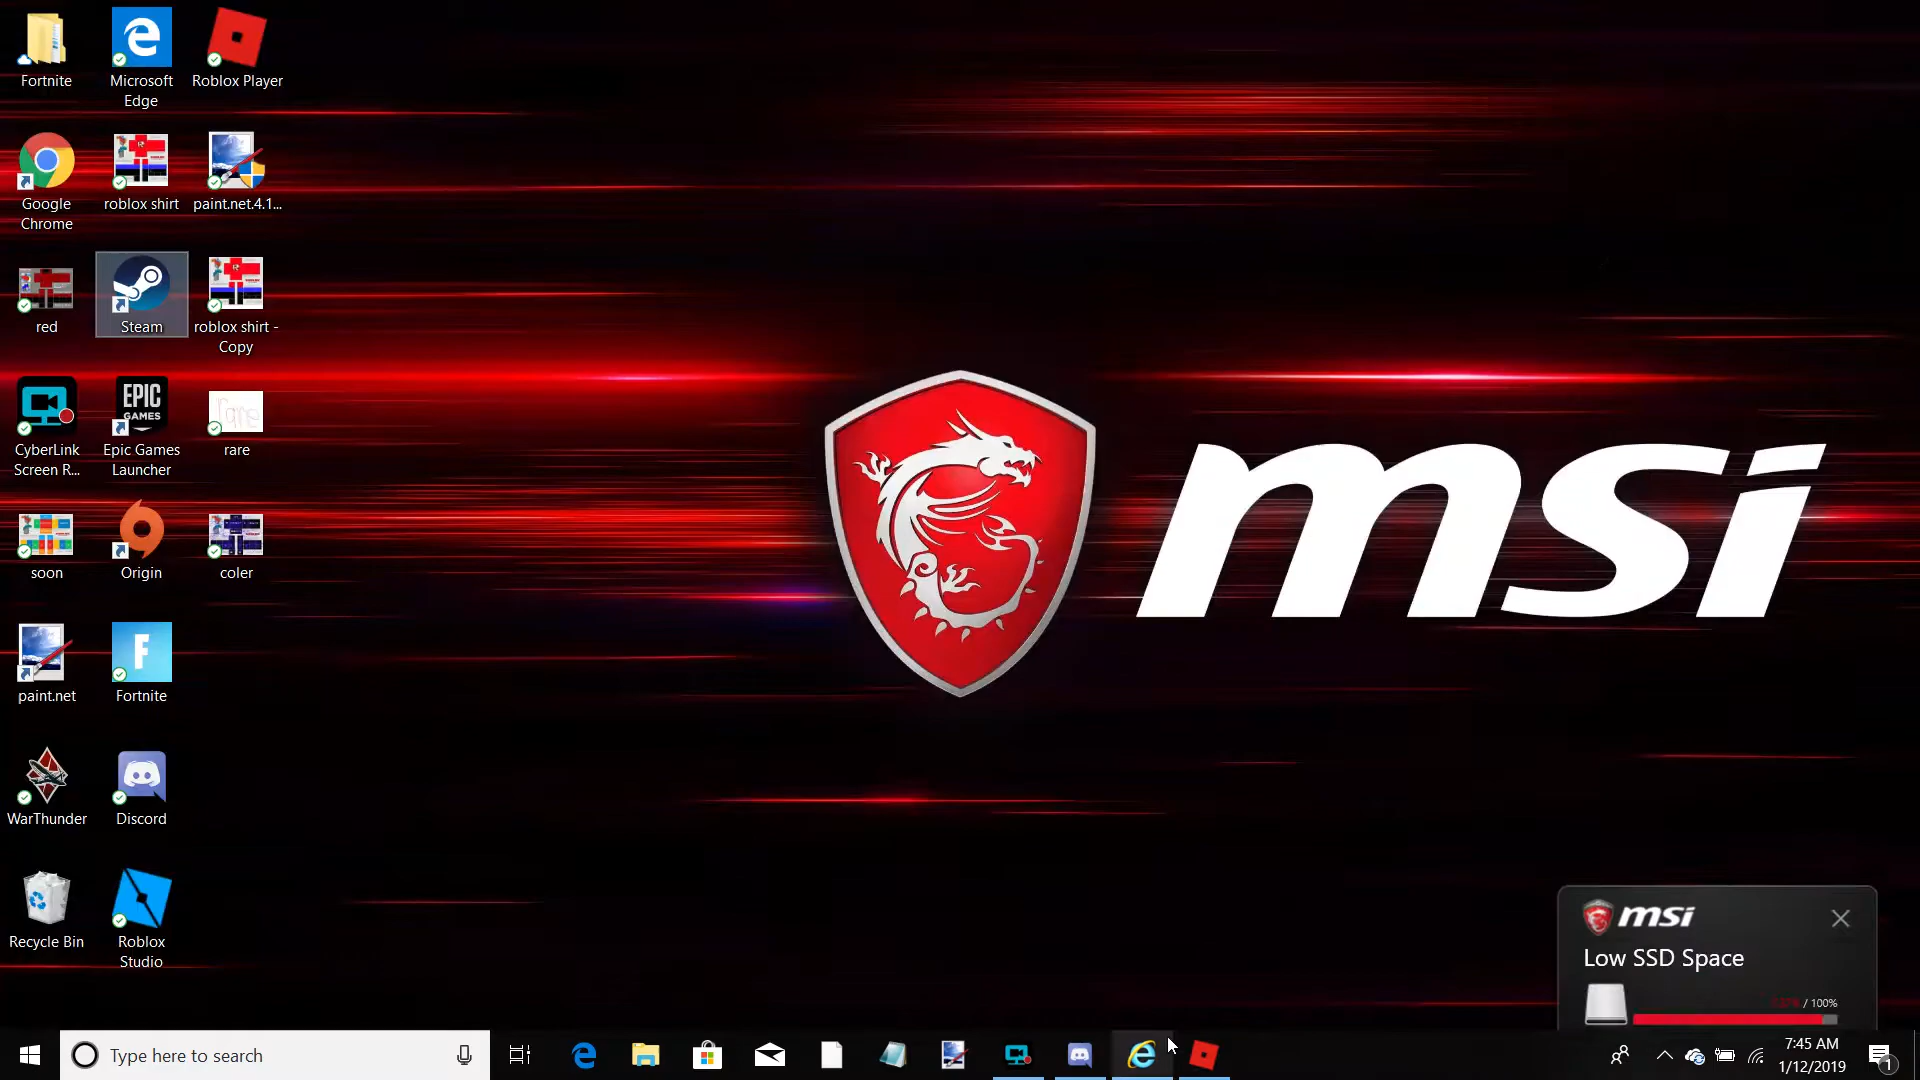 Fortnite
Microsoft
Edge
Roblox Player
Google
Chrome
roblox shirt
paint.net.4.1...
red
Steam
roblox shirt -
Copy
CyberLink
Screen R...
EPIC
GAMES
Epic Games
Launcher
rare
rare
soon
Origin
coler
paint.net
F
Fortnite
WarThunder
Discord
Recycle Bin
Roblox
Studio
msi
msi
Low SSD Space
/ 100%
Type here to search
7:45 AM
1/12/2019
1